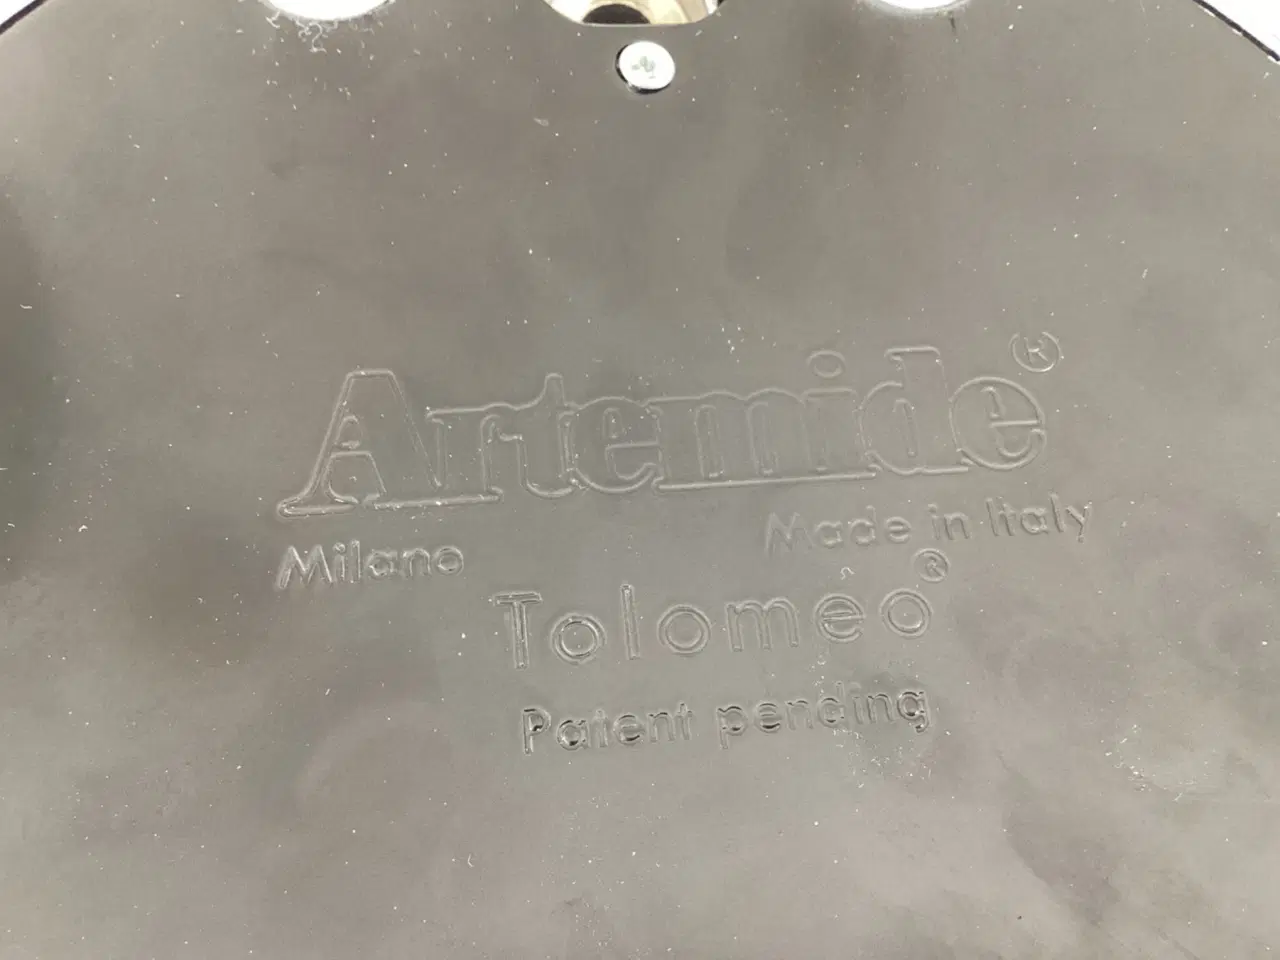 Artemide®
Milano Made in Italy
Tolomeo®
Patent pending